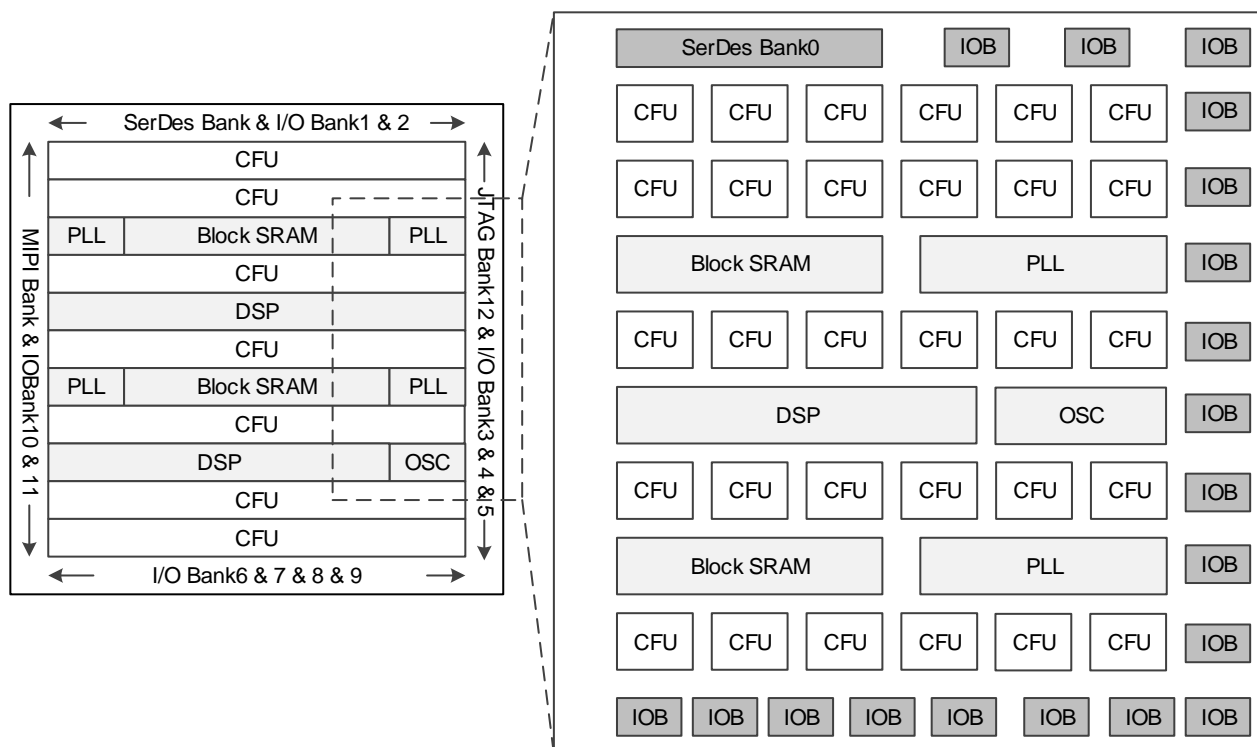 SerDes Bank & I/O Bank1 & 2
MIPI Bank & IOBank10 & 11
JTAG Bank12 & I/O Bank3 & 4 & 5
CFU
CFU
PLL Block SRAM PLL
CFU
DSP
CFU
PLL Block SRAM PLL
CFU
DSP OSC
CFU
CFU
I/O Bank6 & 7 & 8 & 9
SerDes Bank0 IOB IOB IOB
CFU CFU CFU CFU CFU CFU IOB
CFU CFU CFU CFU CFU CFU IOB
Block SRAM PLL IOB
CFU CFU CFU CFU CFU CFU IOB
DSP OSC IOB
CFU CFU CFU CFU CFU CFU IOB
Block SRAM PLL IOB
CFU CFU CFU CFU CFU CFU IOB
IOB IOB IOB IOB IOB IOB IOB IOB